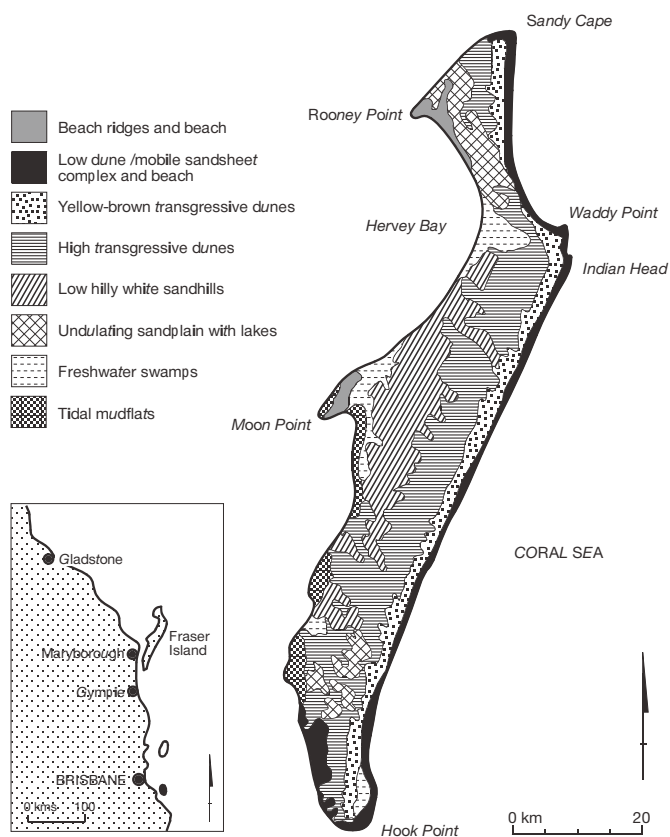 Sandy Cape
Rooney Point
Beach ridges and beach
Low dune /mobile sandsheet
complex and beach
Yellow-brown transgressive dunes
High transgressive dunes
Low hilly white sandhills
Undulating sandplain with lakes
Freshwater swamps
Tidal mudflats
Hervey Bay
Waddy Point
Indian Head
Moon Point
CORAL SEA
Gladstone
Fraser
Island
Maryborough
Gympie
BRISBANE
0 kms 100
Hook Point
0 km 20